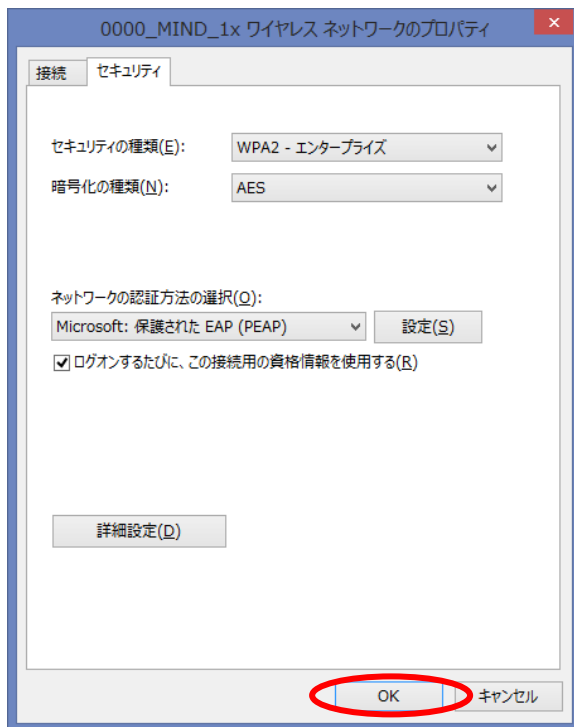 0000_MIND_1x ワイヤレス ネットワークのプロパティ
接続 セキュリティ
セキュリティの種類(E): WPA2 - エンタープライズ
暗号化の種類(N): AES
ネットワークの認証方法の選択(O):
Microsoft: 保護された EAP (PEAP) 設定(S)
ログオンするたびに、この接続用の資格情報を使用する(R)
詳細設定(D)
OK キャンセル